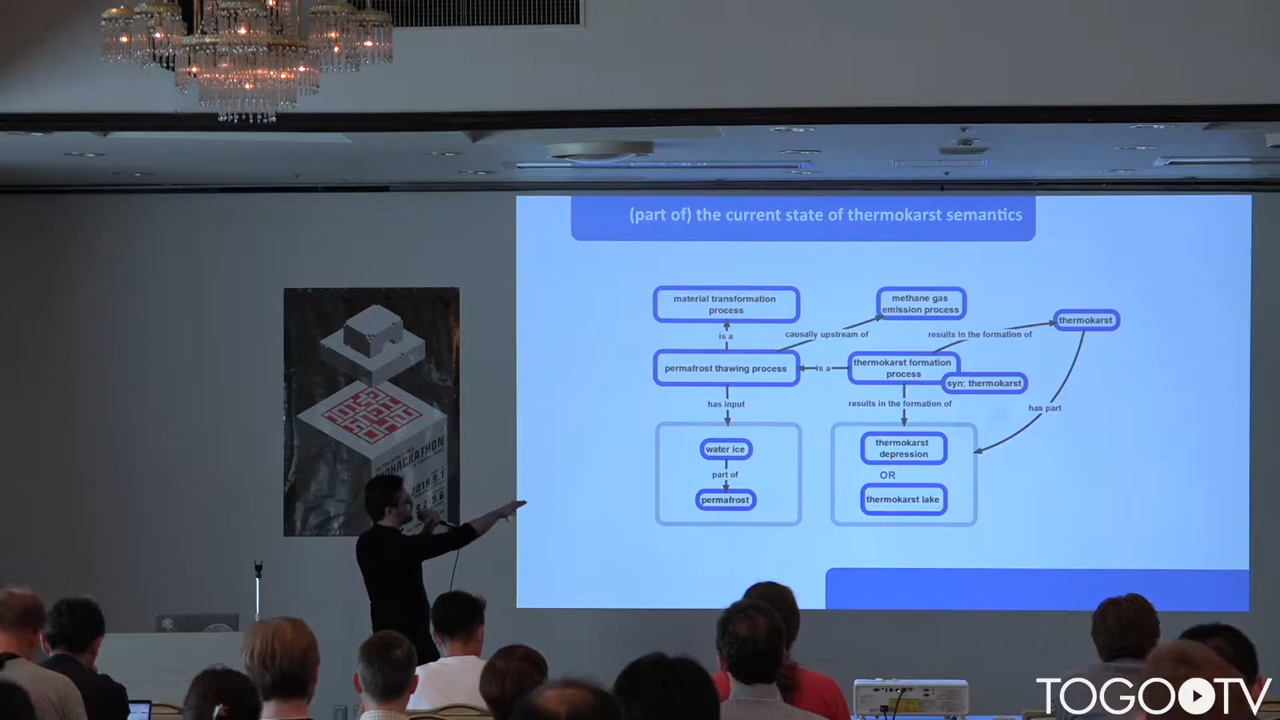 (part of) the current state of thermokarst semantics
material transformation
process
methane gas
emission process
thermokarst
is a
causally upstream of
results in the formation of
permafrost thawing process
is a
thermokarst formation
process
syn: thermokarst
has input
results in the formation of
has part
water ice
part of
permafrost
thermokarst
depression
OR
thermokarst lake
BIOHACKATHON
TOGOTV